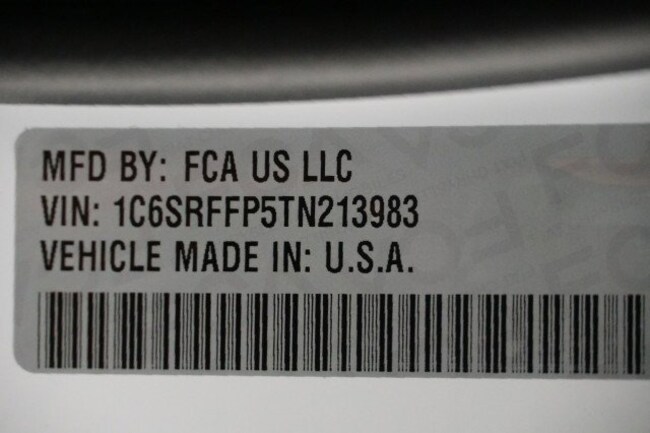 MFD BY: FCA US LLC
VIN: 1C6SRFFP5TN213983
VEHICLE MADE IN: U.S.A.